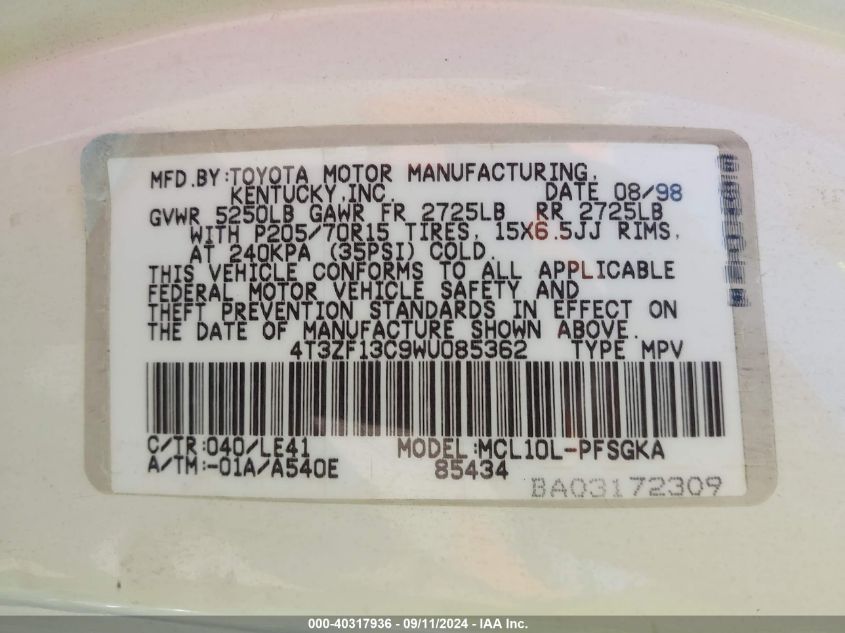 MFD.BY:TOYOTA MOTOR MANUFACTURING,
KENTUCKY,INC. DATE 08/98
GVWR 5250LB GAWR FR 2725LB RR 2725LB
WITH P205/70R15 TIRES, 15X6.5JJ RIMS,
AT 240KPA (35PSI) COLD.
THIS VEHICLE CONFORMS TO ALL APPLICABLE
FEDERAL MOTOR VEHICLE SAFETY AND
THEFT PREVENTION STANDARDS IN EFFECT ON
THE DATE OF MANUFACTURE SHOWN ABOVE.
4T3ZF13C9WU085362 TYPE MPV
C/TR:040/LE41 MODEL:MCL10L-PFSGKA
A/TM:-01A/A540E 85434
BA03172309
000-40317936 - 09/11/2024 - IAA Inc.